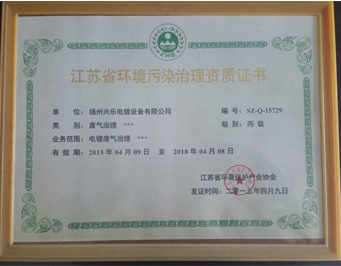 江苏省环境污染治理资质证书
单 位：扬州兴乐电镀设备有限公司 编 号：SZ-Q-15729
类 别：废气治理 *** 级 别：丙级
业务范围：电镀废气治理 ***
有 效 期：2015 年 04 月 09 日 至 2018 年 04 月 08 日
江苏省环境保护产业协会
发证时间：二〇一五年四月九日